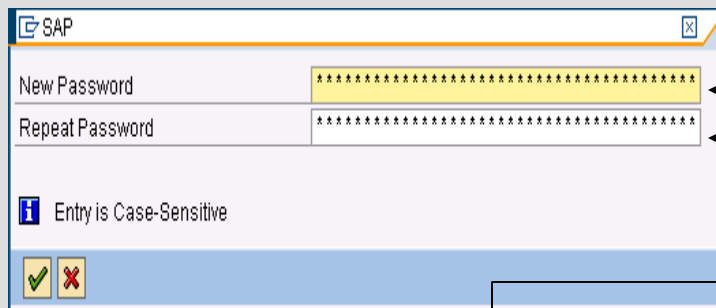 SAP
New Password ****************************************
Repeat Password ****************************************
Entry is Case-Sensitive